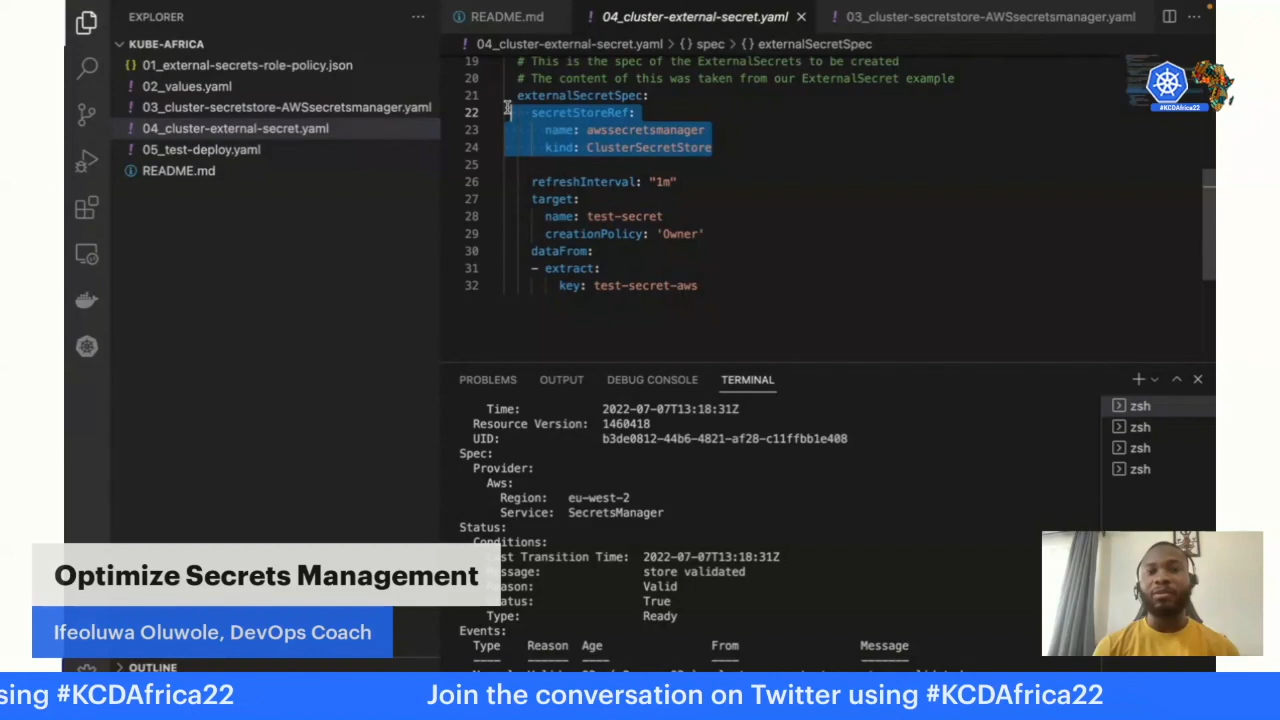 EXPLORER
KUBE-AFRICA
01_external-secrets-role-policy.json
02_values.yaml
03_cluster-secretstore-AWSsecretsmanager.yaml
04_cluster-external-secret.yaml
05_test-deploy.yaml
README.md
OUTLINE
README.md
04_cluster-external-secret.yaml
03_cluster-secretstore-AWSsecretsmanager.yaml
04_cluster-external-secret.yaml > {} spec > {} externalSecretSpec
19 # This is the spec of the ExternalSecrets to be created
20 # The content of this was taken from our ExternalSecret example
21 externalSecretSpec:
22 secretStoreRef:
23 name: awssecretsmanager
24 kind: ClusterSecretStore
25
26 refreshInterval: "1m"
27 target:
28 name: test-secret
29 creationPolicy: 'Owner'
30 dataFrom:
31 - extract:
32 key: test-secret-aws
#KCDAfrica22
PROBLEMS OUTPUT DEBUG CONSOLE TERMINAL
Time: 2022-07-07T13:18:31Z
Resource Version: 1460418
UID: b3de0812-44b6-4821-af28-c11ffbb1e408
Spec:
Provider:
Aws:
Region: eu-west-2
Service: SecretsManager
Status:
Conditions:
Last Transition Time: 2022-07-07T13:18:31Z
ssage: store validated
ason: Valid
atus: True
Type: Ready
Events:
Type Reason Age From Message
zsh
zsh
zsh
zsh
Optimize Secrets Management
Ifeoluwa Oluwole, DevOps Coach
sing #KCDAfrica22
Join the conversation on Twitter using #KCDAfrica22